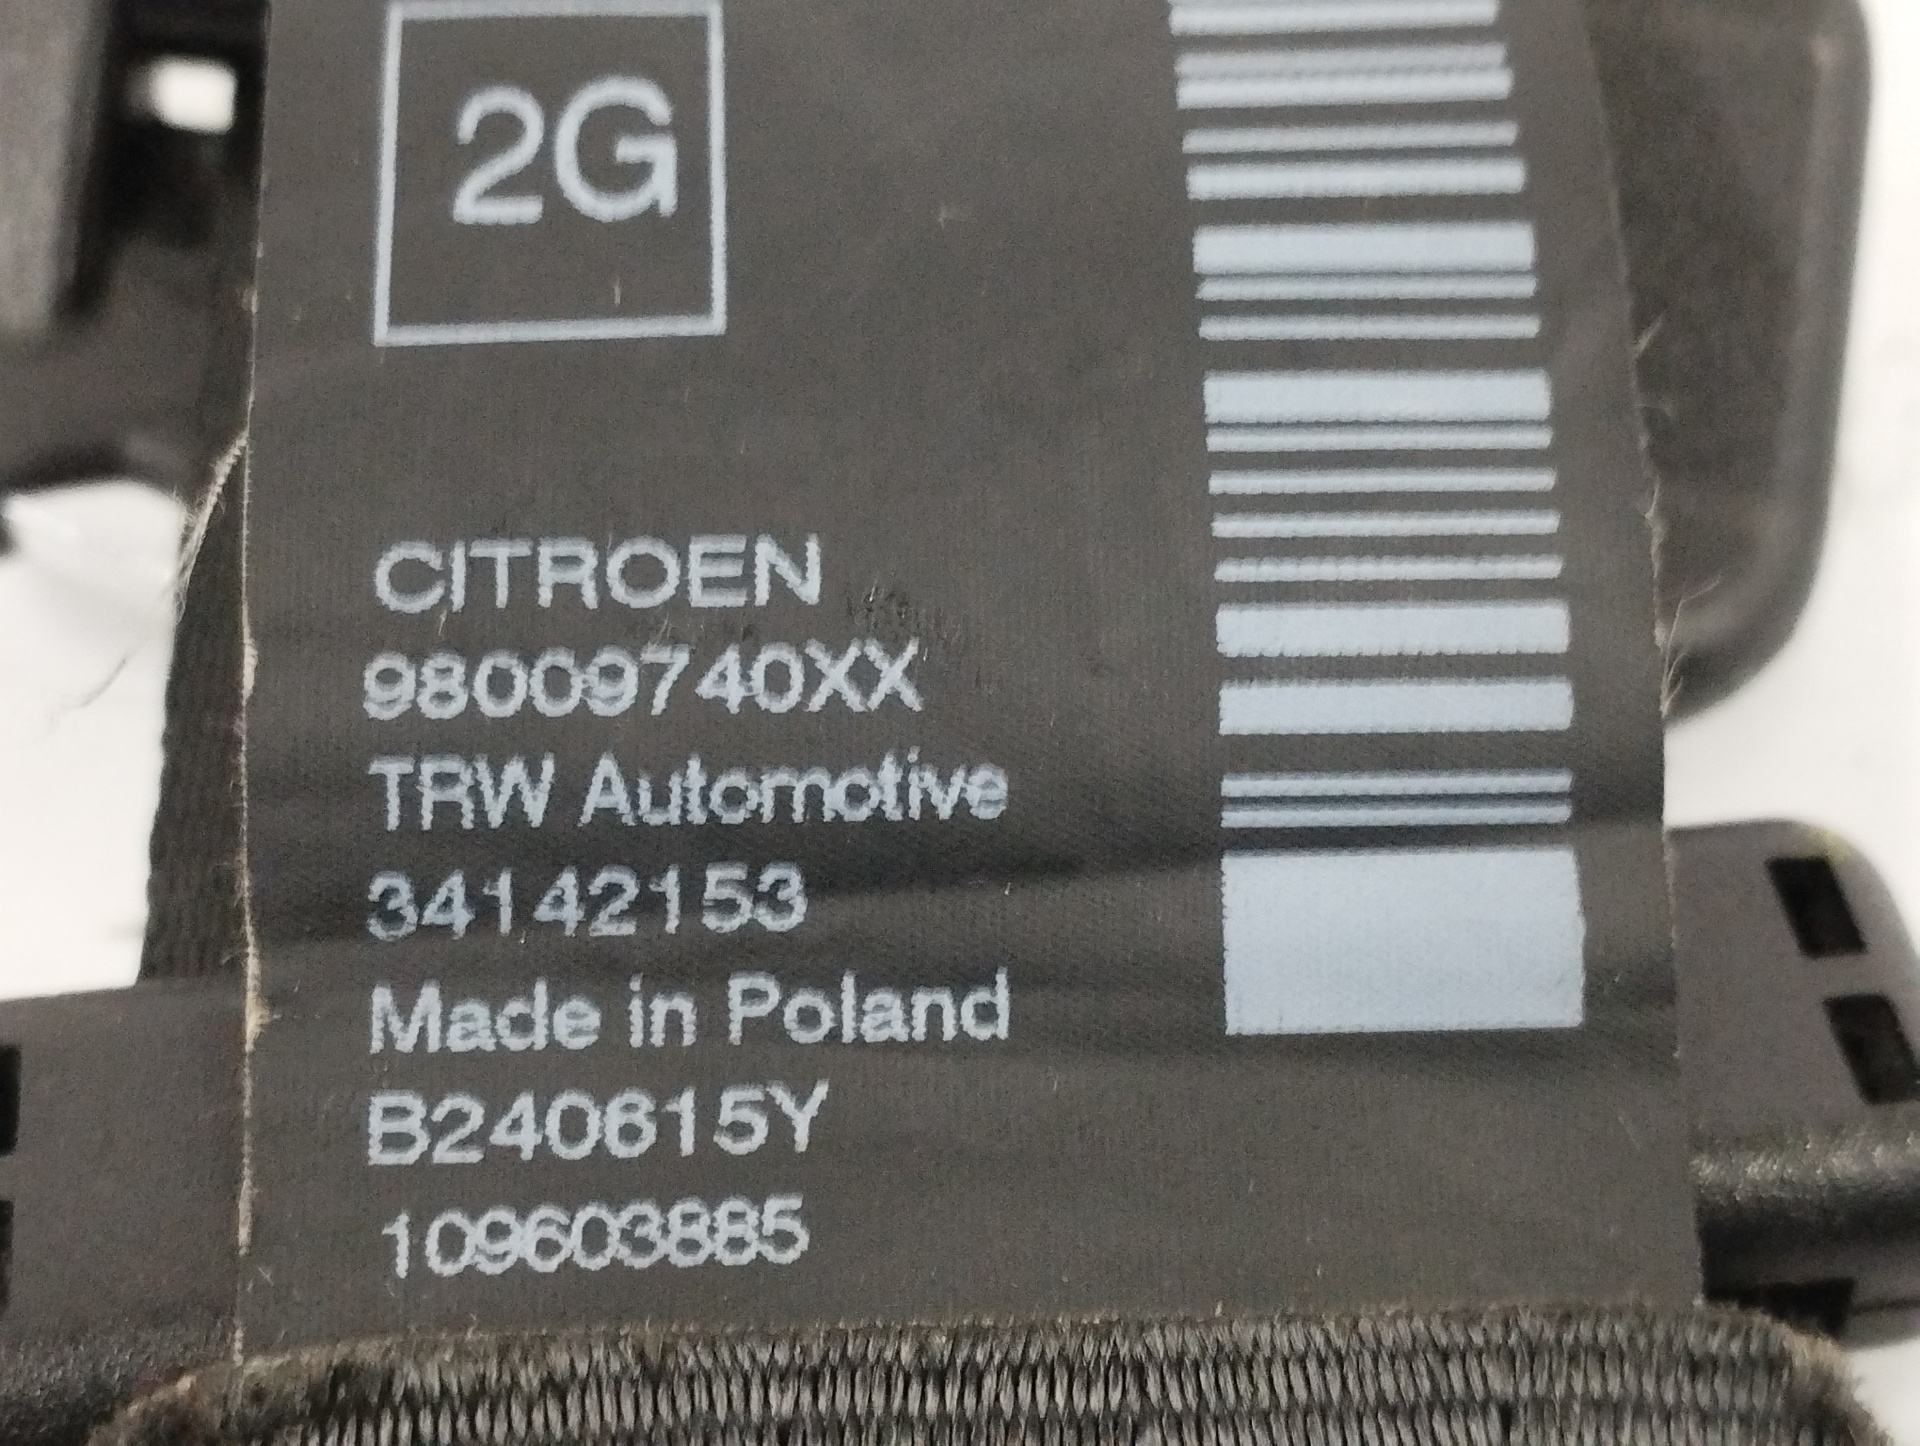 2G
CITROEN
98009740XX
TRW Automotive
34142153
Made in Poland
B240615Y
109603885